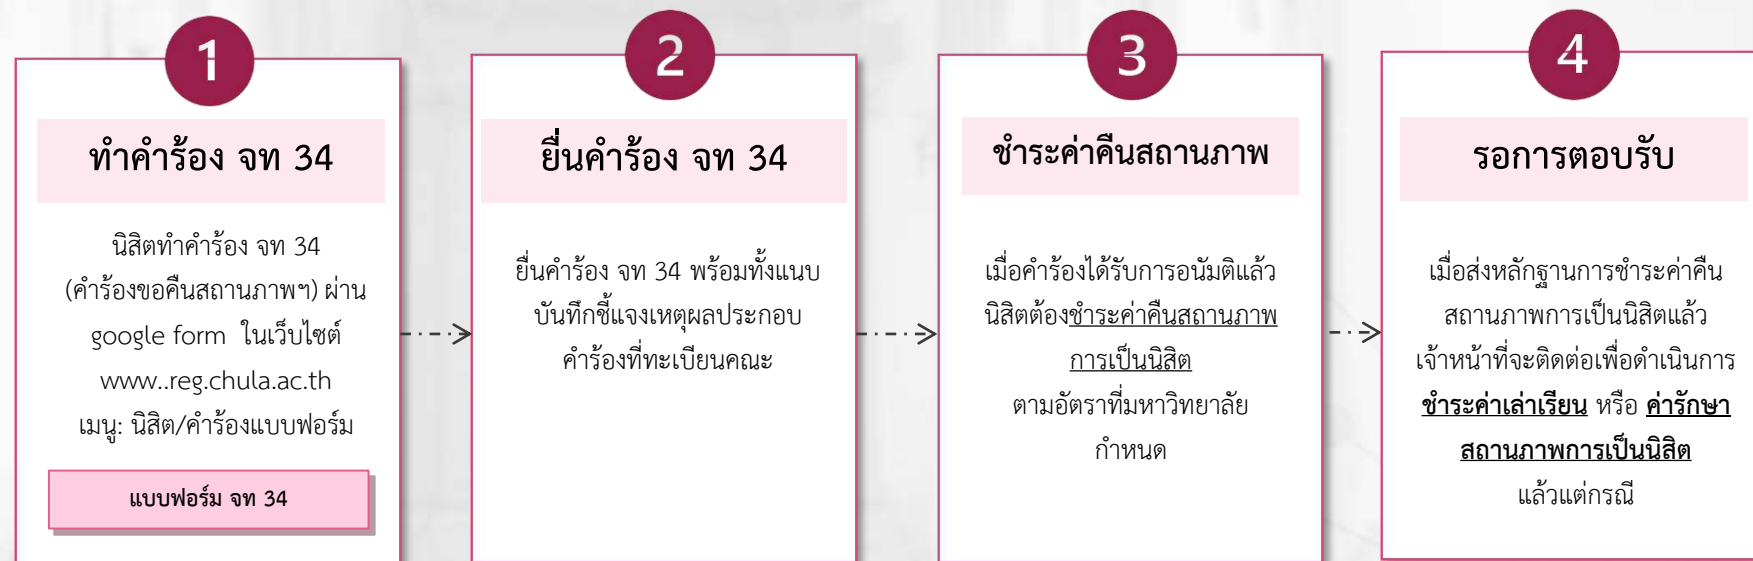 1
ทำคำร้อง จท 34
นิสิตทำคำร้อง จท 34
(คำร้องขอคืนสถานภาพฯ) ผ่าน
google form ในเว็บไซต์
www..reg.chula.ac.th
เมนู: นิสิต/คำร้องแบบฟอร์ม
แบบฟอร์ม จท 34
2
ยื่นคำร้อง จท 34
ยื่นคำร้อง จท 34 พร้อมทั้งแนบ
บันทึกชี้แจงเหตุผลประกอบ
คำร้องที่ทะเบียนคณะ
3
ชำระค่าคืนสถานภาพ
เมื่อคำร้องได้รับการอนัมติแล้ว
นิสิตต้องชำระค่าคืนสถานภาพ
การเป็นนิสิต
ตามอัตราที่มหาวิทยาลัย
กำหนด
4
รอการตอบรับ
เมื่อส่งหลักฐานการชำระค่าคืน
สถานภาพการเป็นนิสิตแล้ว
เจ้าหน้าที่จะติดต่อเพื่อดำเนินการ
ชำระค่าเล่าเรียน หรือ ค่ารักษา
สถานภาพการเป็นนิสิต
แล้วแต่กรณี